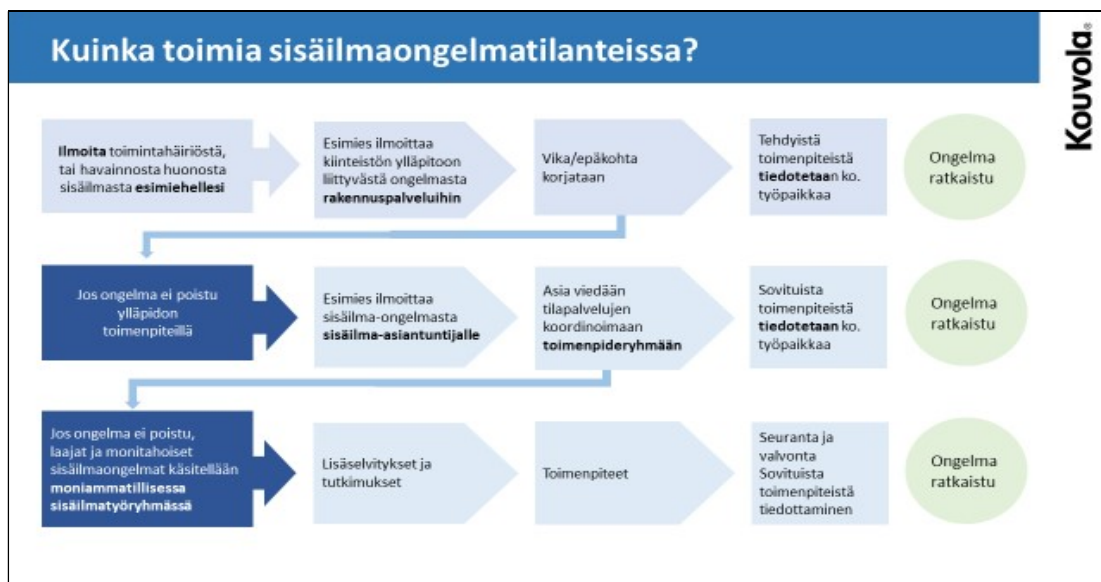 Kuinka toimia sisäilmaongelmatilanteissa?
Kouvola
Ilmoita toimintahäiriöstä,
tai havainnosta huonosta
sisäilmasta esimiehellesi
Esimies ilmoittaa
kiinteistön ylläpitoon
liittyvästä ongelmasta
rakennuspalveluihin
Vika/epäkohta
korjataan
Tehdyistä
toimenpiteistä
tiedotetaan ko.
työpaikkaa
Ongelma
ratkaistu
Jos ongelma ei poistu
ylläpidon
toimenpiteillä
Esimies ilmoittaa
sisäilma-ongelmasta
sisäilma-asiantuntijalle
Asia viedään
tilapalvelujen
koordinoimaan
toimenpideryhmään
Sovituista
toimenpiteistä
tiedotetaan ko.
työpaikkaa
Ongelma
ratkaistu
Jos ongelma ei poistu,
laajat ja monitahoiset
sisäilmaongelmat käsitellään
moniammatillisessa
sisäilmatyöryhmässä
Lisäselvitykset ja
tutkimukset
Toimenpiteet
Seuranta ja
valvonta
Sovituista
toimenpiteistä
tiedottaminen
Ongelma
ratkaistu